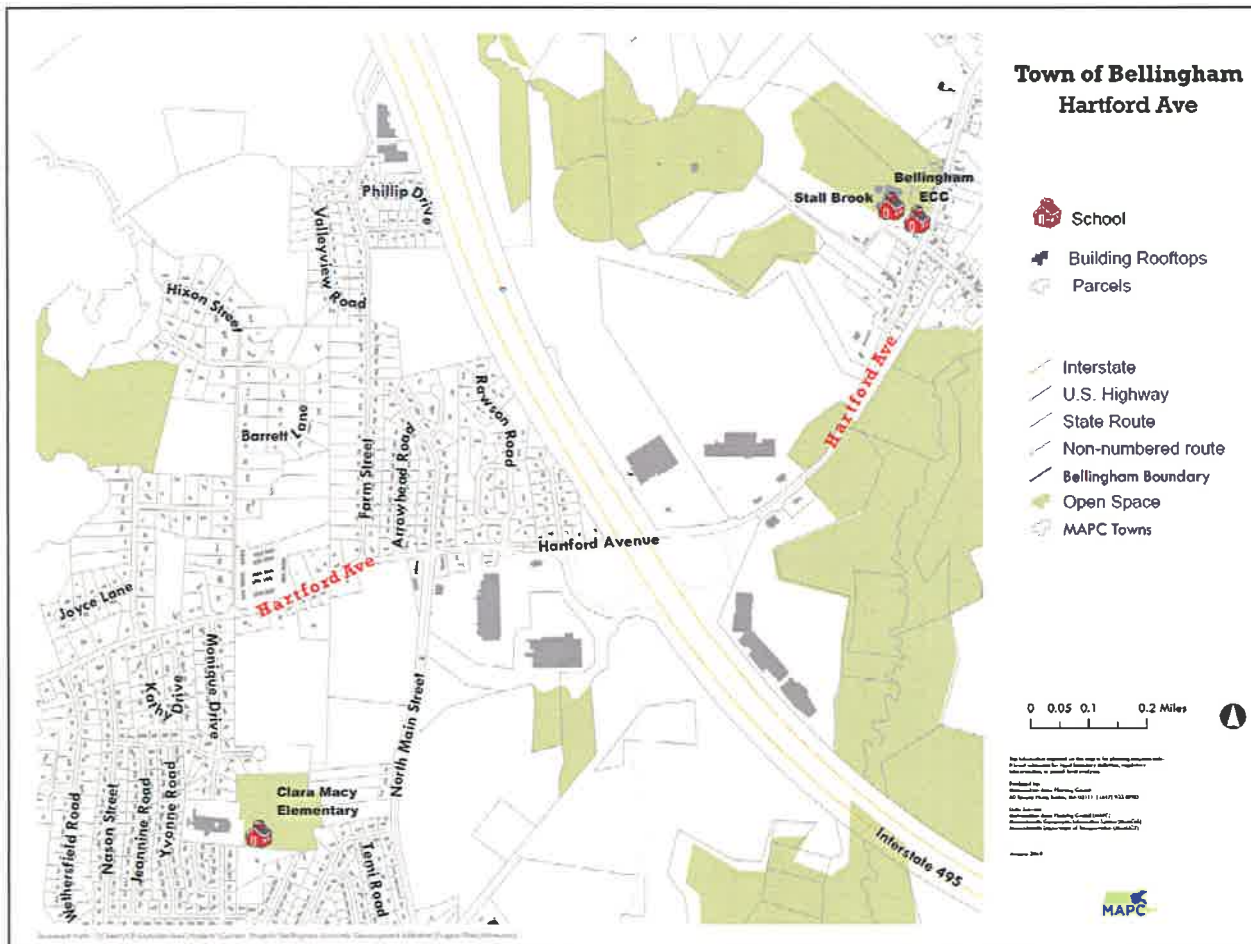 Town of Bellingham
Hartford Ave
School
Building Rooftops
Parcels
Interstate
U.S. Highway
State Route
Non-numbered route
Bellingham Boundary
Open Space
MAPC Towns
0 0.05 0.1 0.2 Miles
MAPC
Phillip Drive
Valleyview Road
Hixon Street
Barrett Lane
Farm Street
Arrowhead Road
Rawson Road
Stall Brook
Bellingham
ECC
Hartford Ave
Hartford Avenue
Hartford Ave
Joyce Lane
Monique Drive
Kathy Drive
North Main Street
Clara Macy
Elementary
Wethersfield Road
Nason Street
Jeannine Road
Yvonne Road
Temi Road
Interstate 495